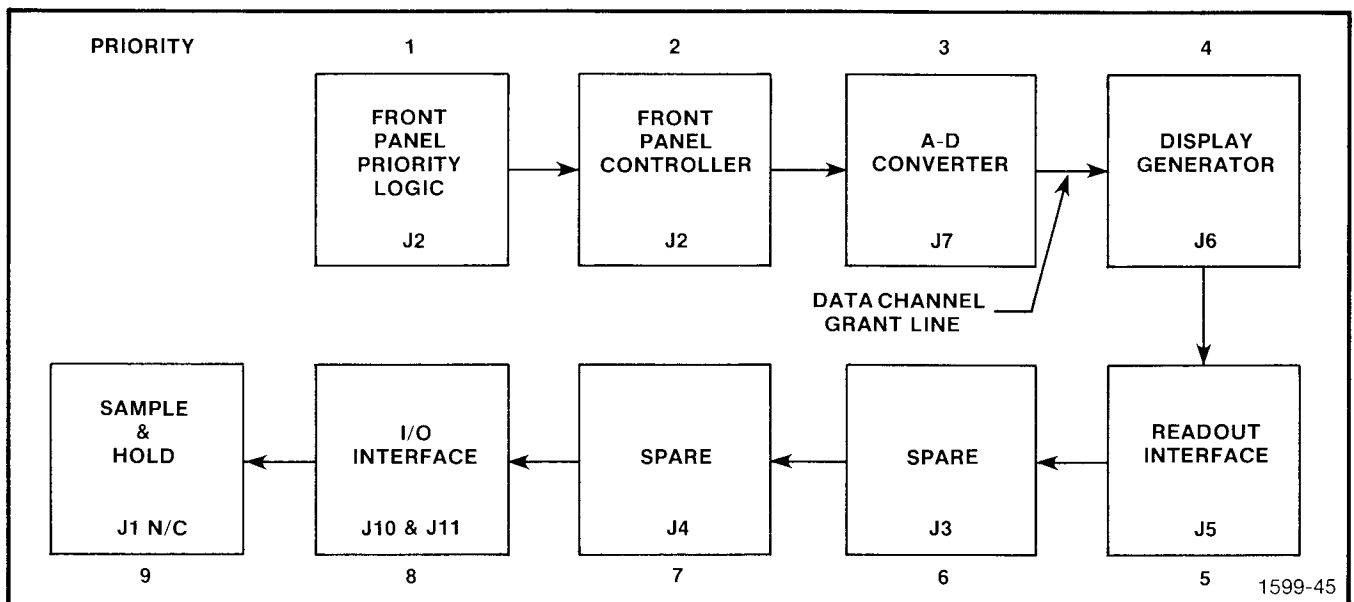 PRIORITY
1
2
3
4
FRONT
PANEL
PRIORITY
LOGIC
J2
FRONT
PANEL
CONTROLLER
J2
A-D
CONVERTER
J7
DISPLAY
GENERATOR
J6
DATA CHANNEL
GRANT LINE
SAMPLE
&
HOLD
J1 N/C
I/O
INTERFACE
J10 & J11
SPARE
J4
SPARE
J3
READOUT
INTERFACE
J5
9
8
7
6
5
1599-45